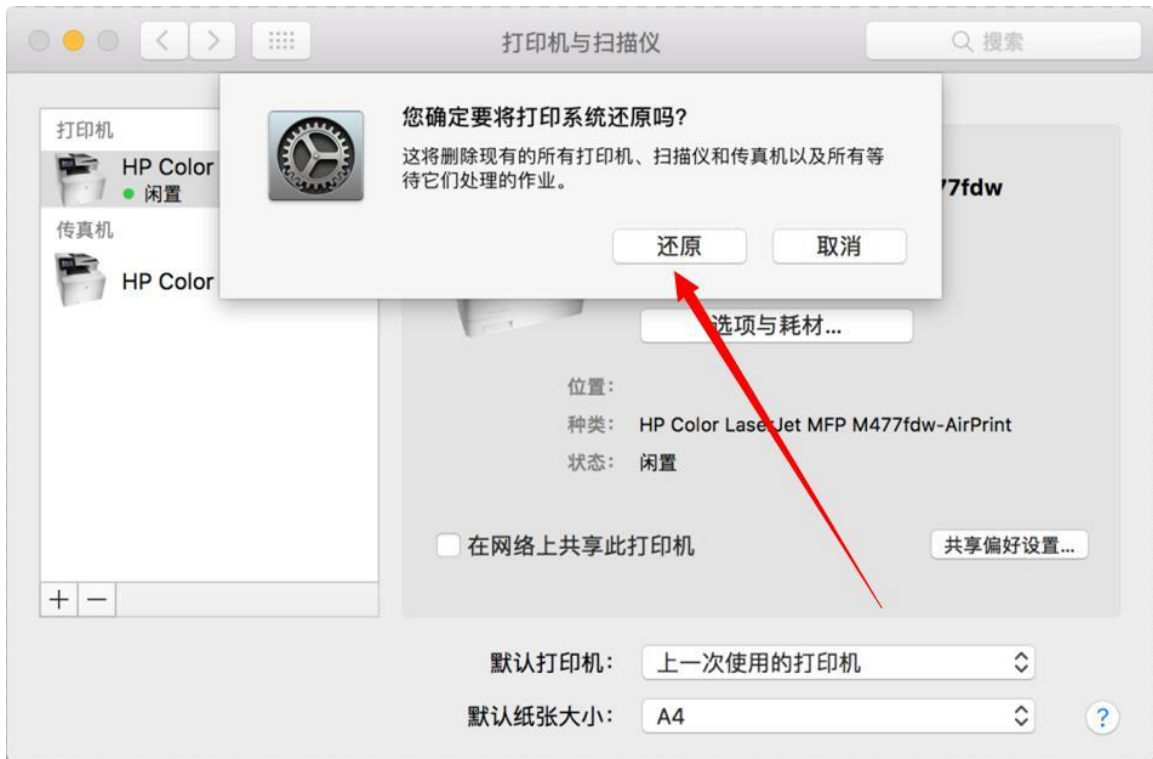 打印机与扫描仪
搜索
您确定要将打印系统还原吗?
这将删除现有的所有打印机、扫描仪和传真机以及所有等
待它们处理的作业。
还原
取消
打印机
HP Color
闲置
传真机
HP Color
77fdw
选项与耗材...
位置:
种类: HP Color LaserJet MFP M477fdw-AirPrint
状态: 闲置
在网络上共享此打印机
共享偏好设置...
+ −
默认打印机: 上一次使用的打印机
默认纸张大小: A4
?